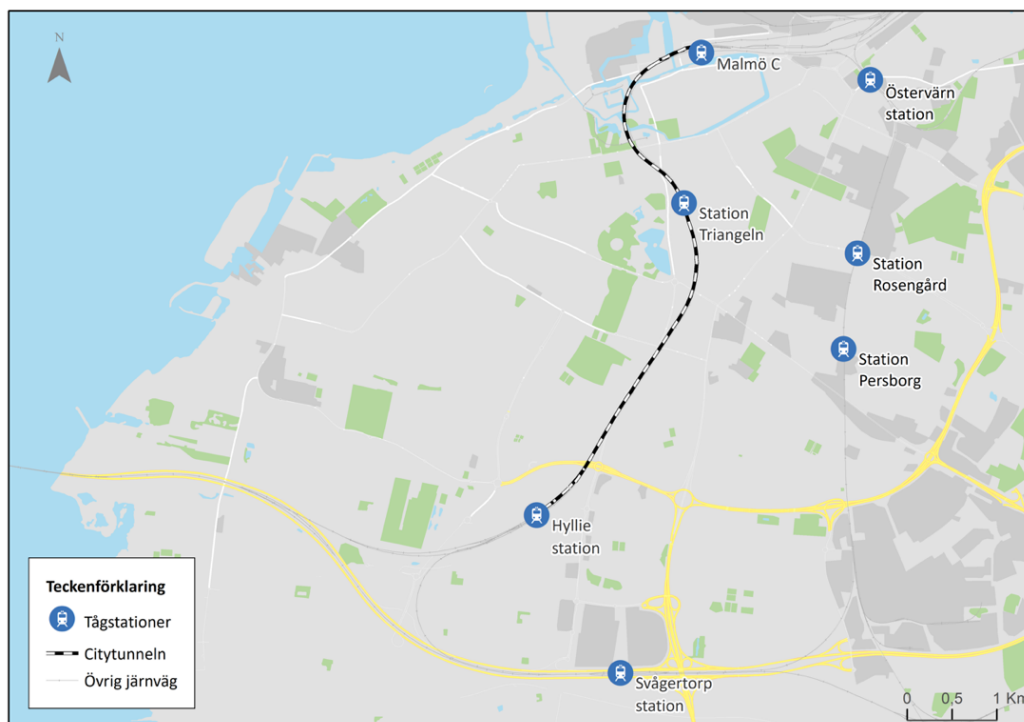 N
Malmö C
Östervärn
station
Station
Triangeln
Station
Rosengård
Station
Persborg
Hyllie
station
Svågertorp
station
Teckenförklaring
Tågstationer
Citytunneln
Övrig järnväg
0 0,5 1 Km